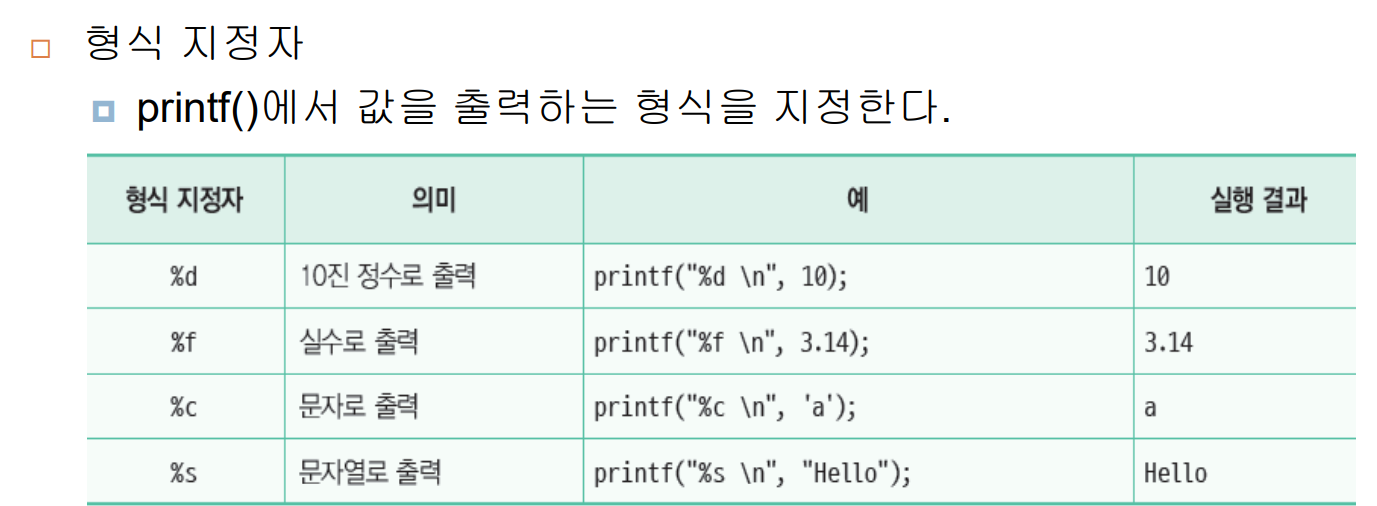 형식 지정자
printf()에서 값을 출력하는 형식을 지정한다.
형식 지정자 의미 예 실행 결과
%d 10진 정수로 출력 printf("%d \n", 10); 10
%f 실수로 출력 printf("%f \n", 3.14); 3.14
%c 문자로 출력 printf("%c \n", 'a'); a
%s 문자열로 출력 printf("%s \n", "Hello"); Hello